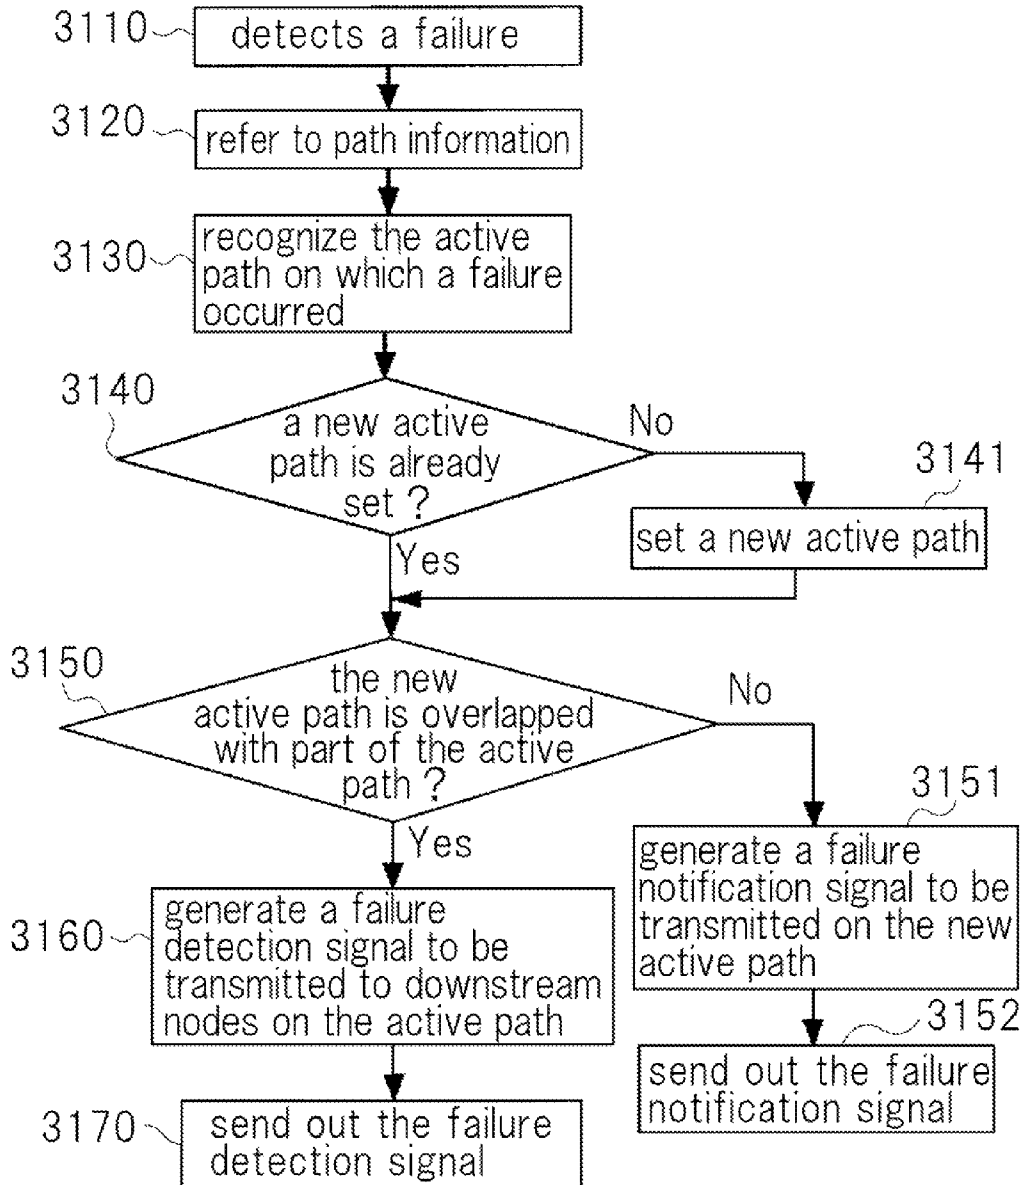 3110
detects a failure
3120
refer to path information
3130
recognize the active
path on which a failure
occurred
3140
a new active
path is already
set ?
No
3141
set a new active path
Yes
3150
the new
active path is overlapped
with part of the active
path ?
No
3151
generate a failure
notification signal to be
transmitted on the new
active path
Yes
3160
generate a failure
detection signal to be
transmitted to downstream
nodes on the active path
3152
send out the failure
notification signal
3170
send out the failure
detection signal